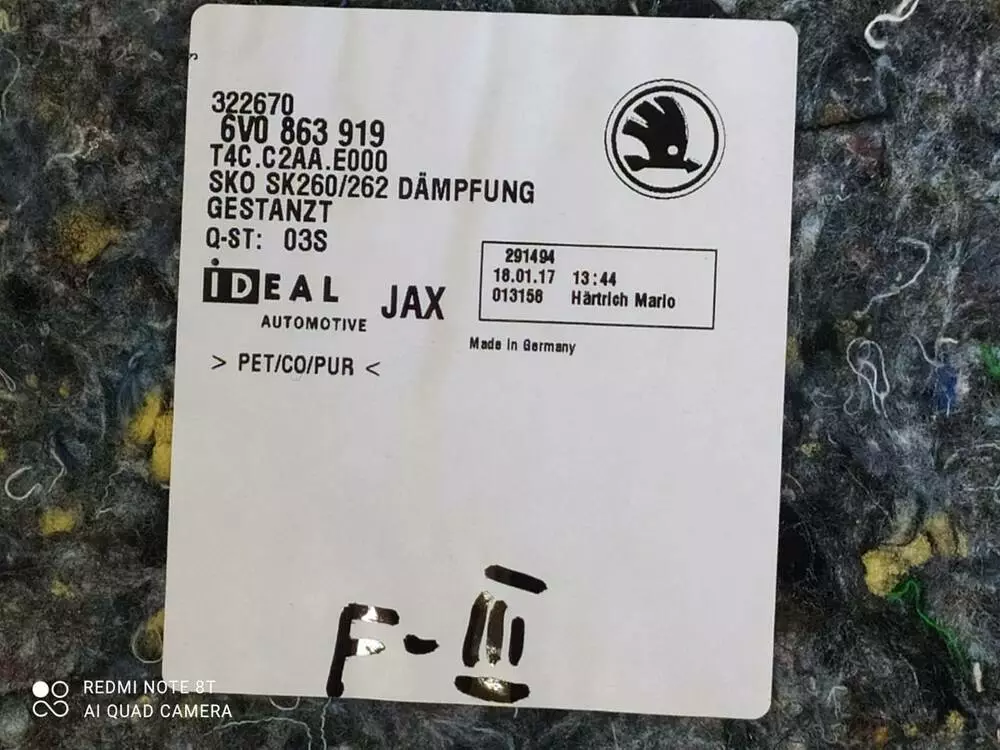 322670
6V0 863 919
T4C.C2AA.E000
SKO SK260/262 DÄMPFUNG
GESTANZT
Q-ST: 03S
iDEAL
AUTOMOTIVE
JAX
> PET/CO/PUR <
291494
18.01.17 13:44
013156 Härtrich Mario
Made in Germany
F-III
REDMI NOTE 8T
AI QUAD CAMERA